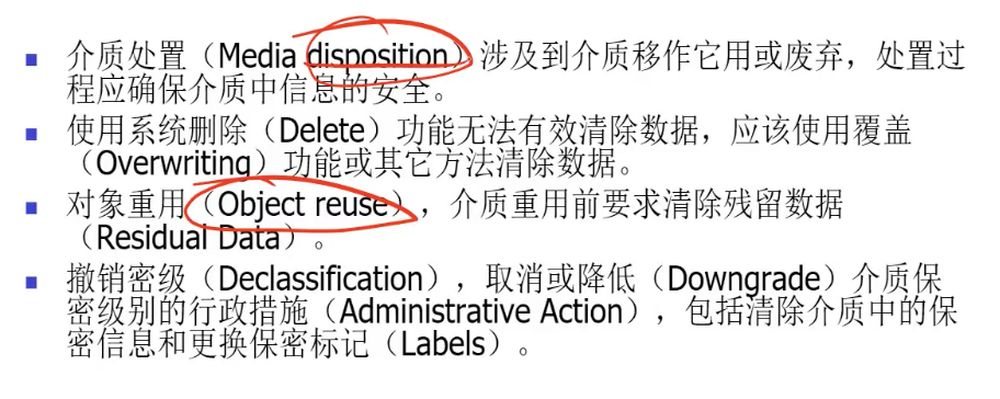 ▪ 介质处置（Media disposition）涉及到介质移作它用或废弃，处置过
程应确保介质中信息的安全。
▪ 使用系统删除（Delete）功能无法有效清除数据，应该使用覆盖
（Overwriting）功能或其它方法清除数据。
▪ 对象重用（Object reuse），介质重用前要求清除残留数据
（Residual Data）。
▪ 撤销密级（Declassification），取消或降低（Downgrade）介质保
密级别的行政措施（Administrative Action），包括清除介质中的保
密信息和更换保密标记（Labels）。